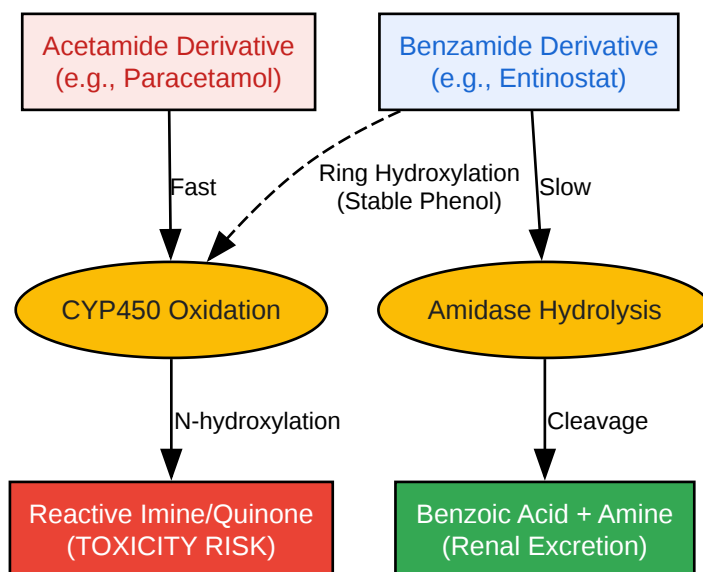 Acetamide Derivative
(e.g., Paracetamol)
Benzamide Derivative
(e.g., Entinostat)
Fast
Ring Hydroxylation
(Stable Phenol)
Slow
CYP450 Oxidation
Amidase Hydrolysis
N-hydroxylation
Cleavage
Reactive Imine/Quinone
(TOXICITY RISK)
Benzoic Acid + Amine
(Renal Excretion)